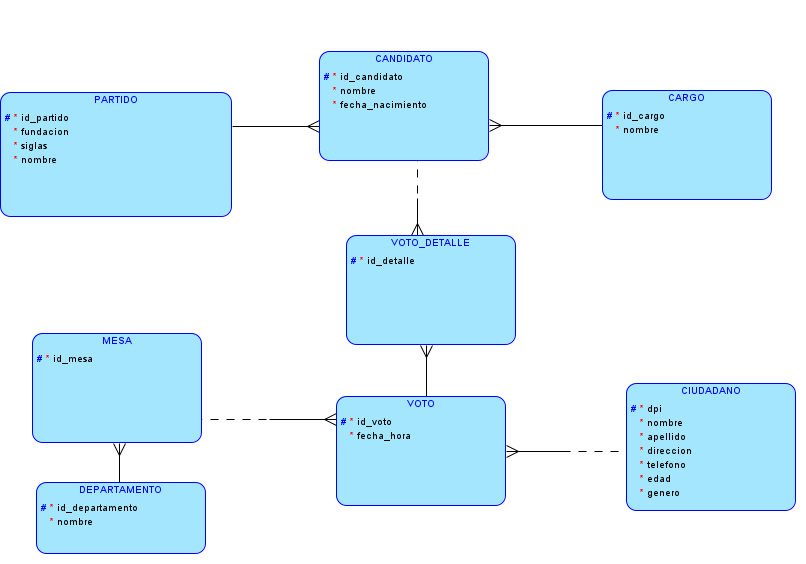 CANDIDATO
# * id_candidato
* nombre
* fecha_nacimiento
PARTIDO
# * id_partido
* fundacion
* siglas
* nombre
CARGO
# * id_cargo
* nombre
VOTO_DETALLE
# * id_detalle
MESA
# * id_mesa
VOTO
# * id_voto
* fecha_hora
CIUDADANO
# * dpi
* nombre
* apellido
* direccion
* telefono
* edad
* genero
DEPARTAMENTO
# * id_departamento
* nombre